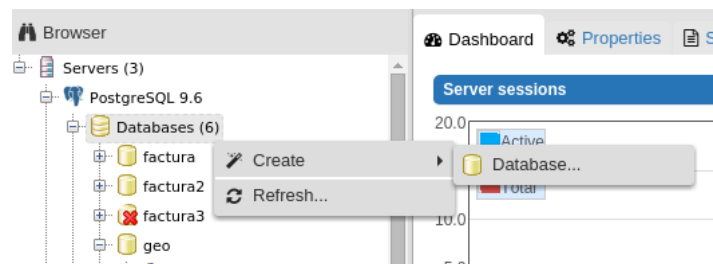 Browser
Servers (3)
PostgreSQL 9.6
Databases (6)
factura
factura2
factura3
geo
Create
Refresh...
Database...
Dashboard
Properties
S
Server sessions
20.0
Active
Total
10.0